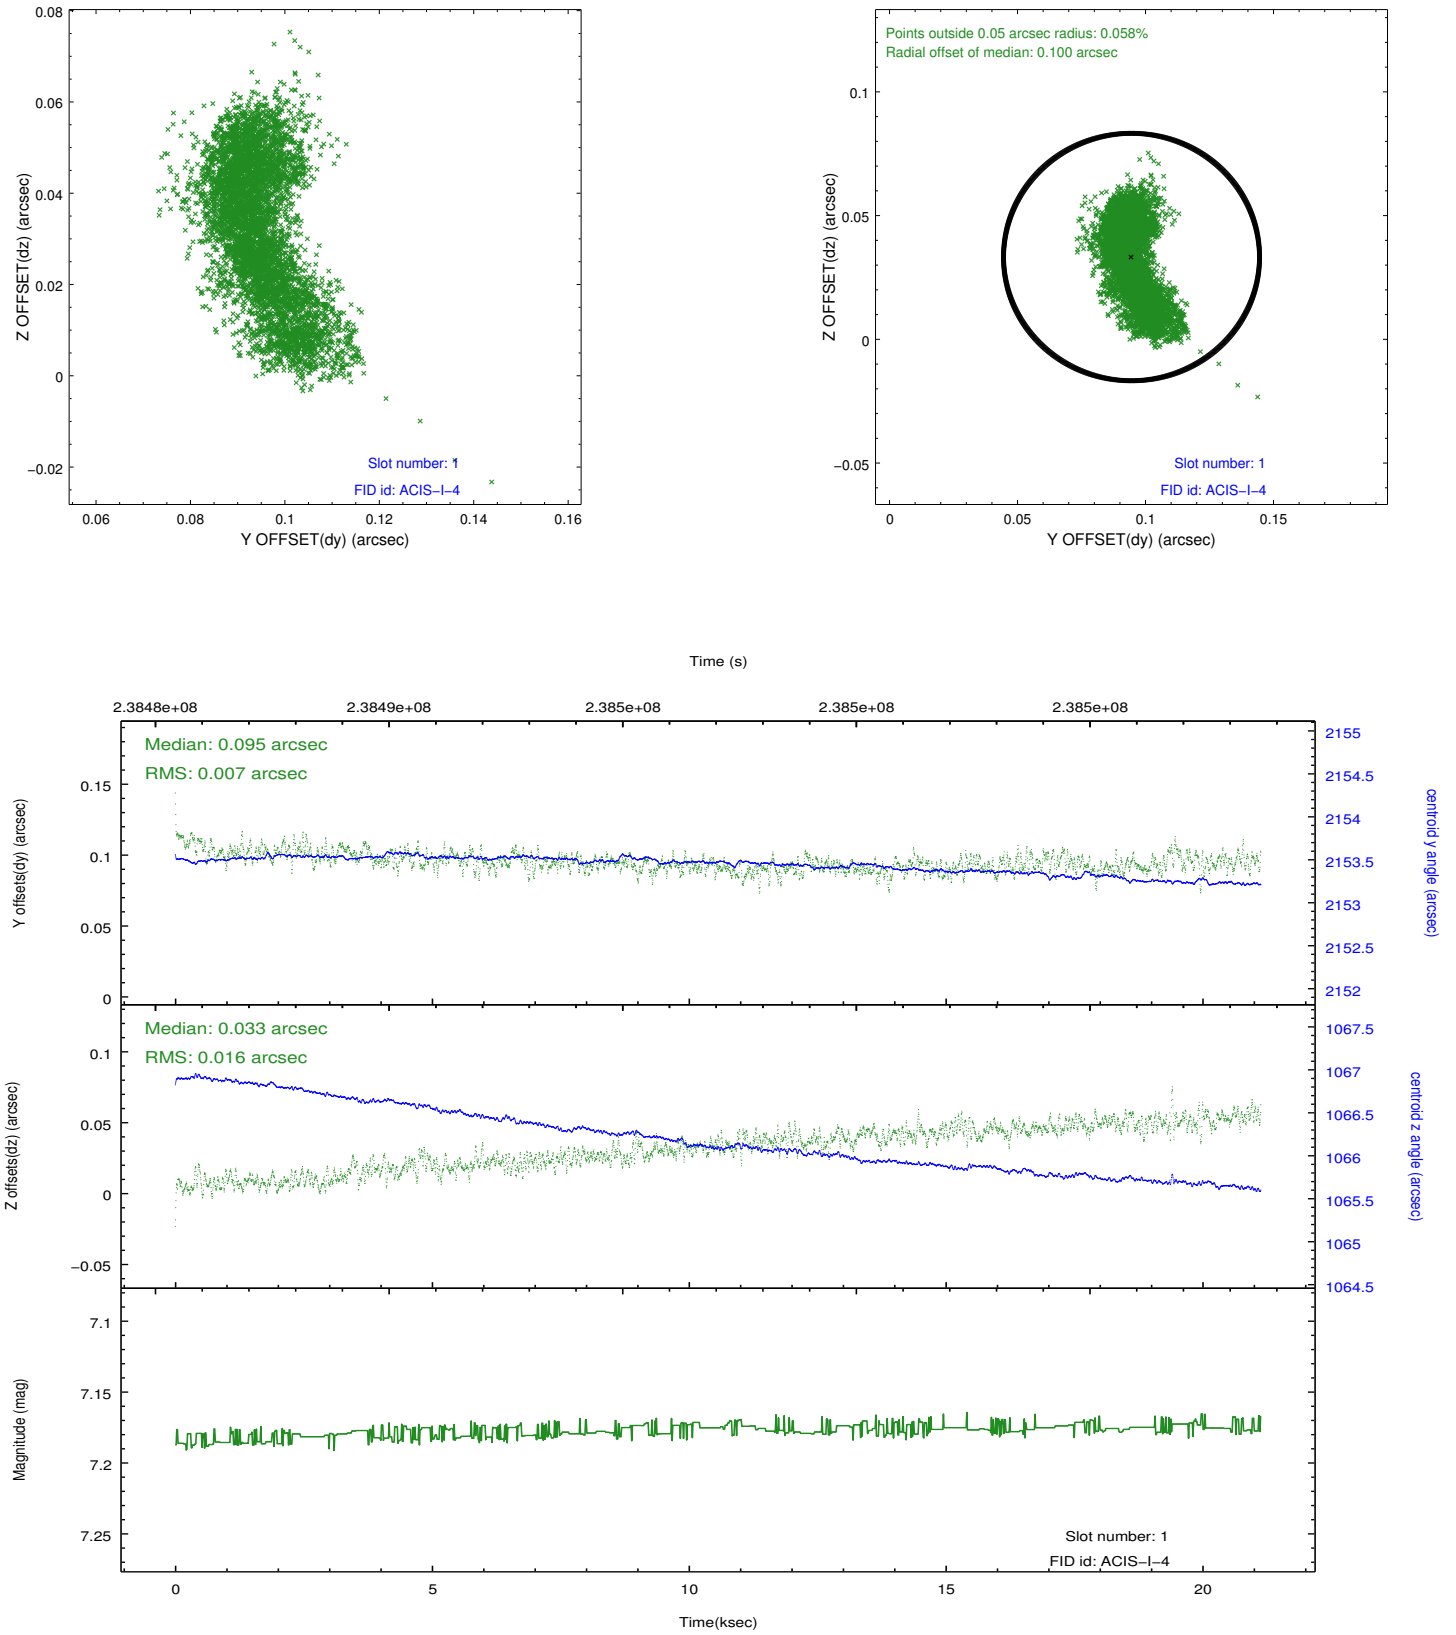 0.08
0.06
0.04
0.02
0
−0.02
Z OFFSET(dz) (arcsec)
Slot number: 1
FID id: ACIS−I−4
0.06
0.08
0.1
0.12
0.14
0.16
Y OFFSET(dy) (arcsec)
Points outside 0.05 arcsec radius: 0.058%
Radial offset of median: 0.100 arcsec
0.1
0.05
0
−0.05
Z OFFSET(dz) (arcsec)
Slot number: 1
FID id: ACIS−I−4
0
0.05
0.1
0.15
Y OFFSET(dy) (arcsec)
Time (s)
2.3848e+08
2.3849e+08
2.385e+08
2.385e+08
2.385e+08
Median: 0.095 arcsec
RMS: 0.007 arcsec
0.15
0.1
0.05
0
Y offsets(dy) (arcsec)
2155
2154.5
2154
2153.5
2153
2152.5
2152
centroid y angle (arcsec)
Median: 0.033 arcsec
RMS: 0.016 arcsec
0.1
0.05
0
−0.05
Z offsets(dz) (arcsec)
1067.5
1067
1066.5
1066
1065.5
1065
1064.5
centroid z angle (arcsec)
7.1
7.15
7.2
7.25
Magnitude (mag)
Slot number: 1
FID id: ACIS−I−4
0
5
10
15
20
Time(ksec)